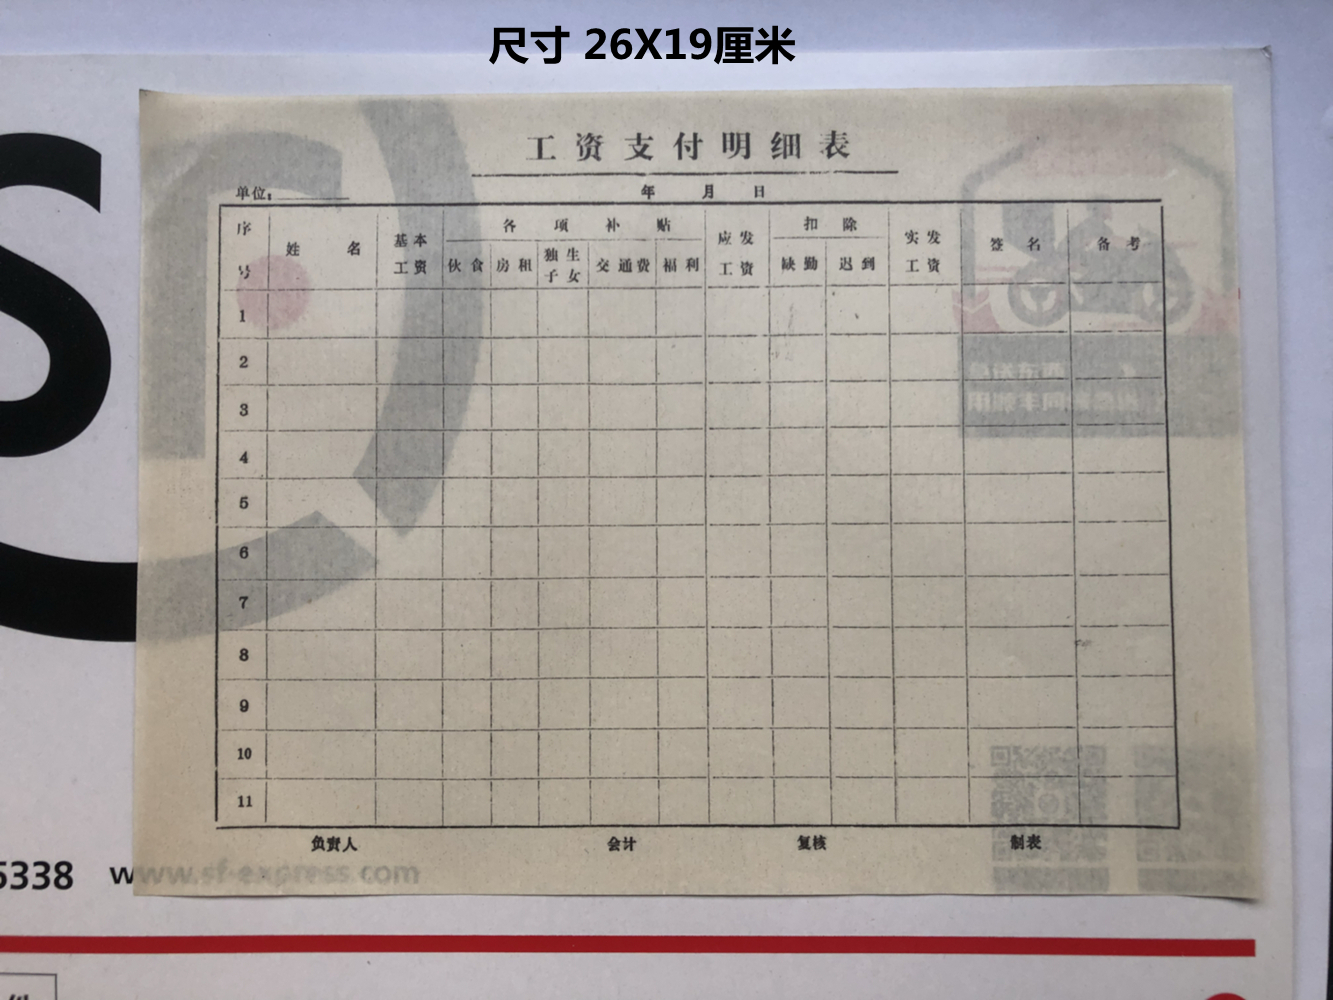 尺寸 26X19厘米
工资支付明细表
单位: 年 月 日
序号 姓名 基本工资 各项补贴 应发工资 扣除 实发工资 签名 备考
伙食 房租 独生子女 交通费 福利 缺勤 迟到
1
2
3
4
5
6
7
8
9
10
11
负责人 会计 复核 制表
5338 www.sf-express.com